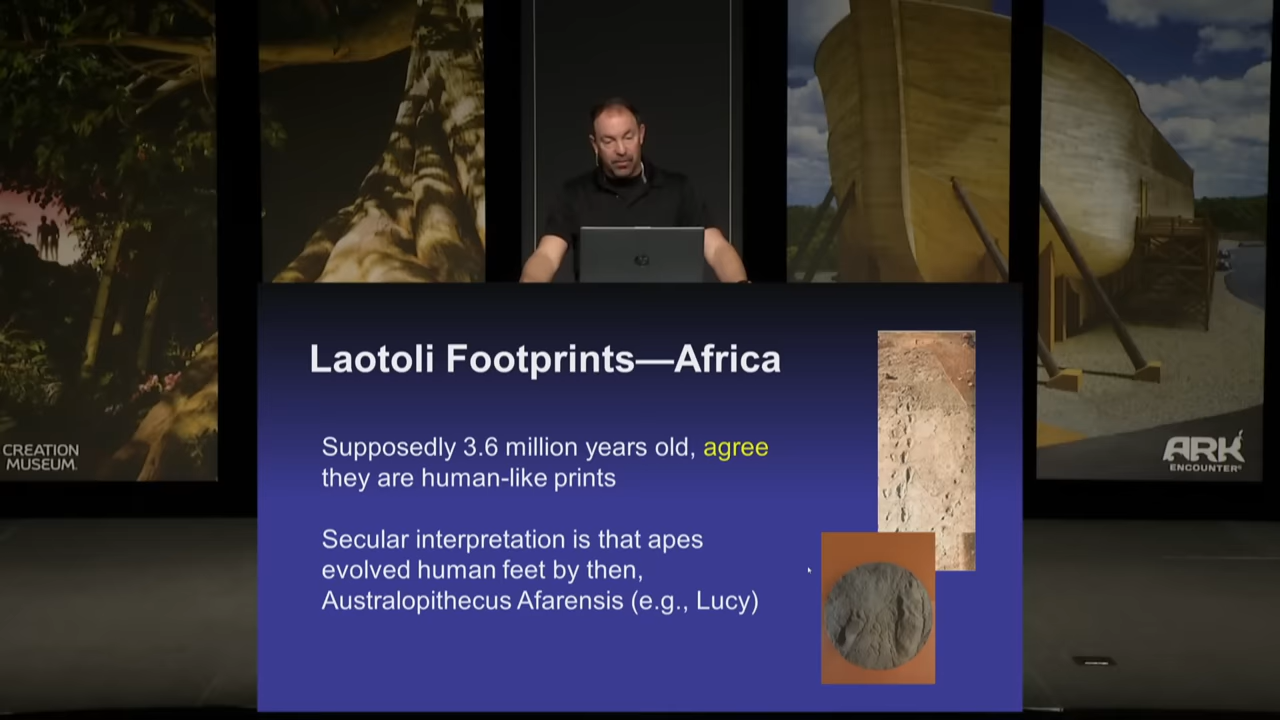 Laotoli Footprints—Africa
Supposedly 3.6 million years old, agree
they are human-like prints
Secular interpretation is that apes
evolved human feet by then,
Australopithecus Afarensis (e.g., Lucy)
CREATION
MUSEUM
ARK
ENCOUNTER